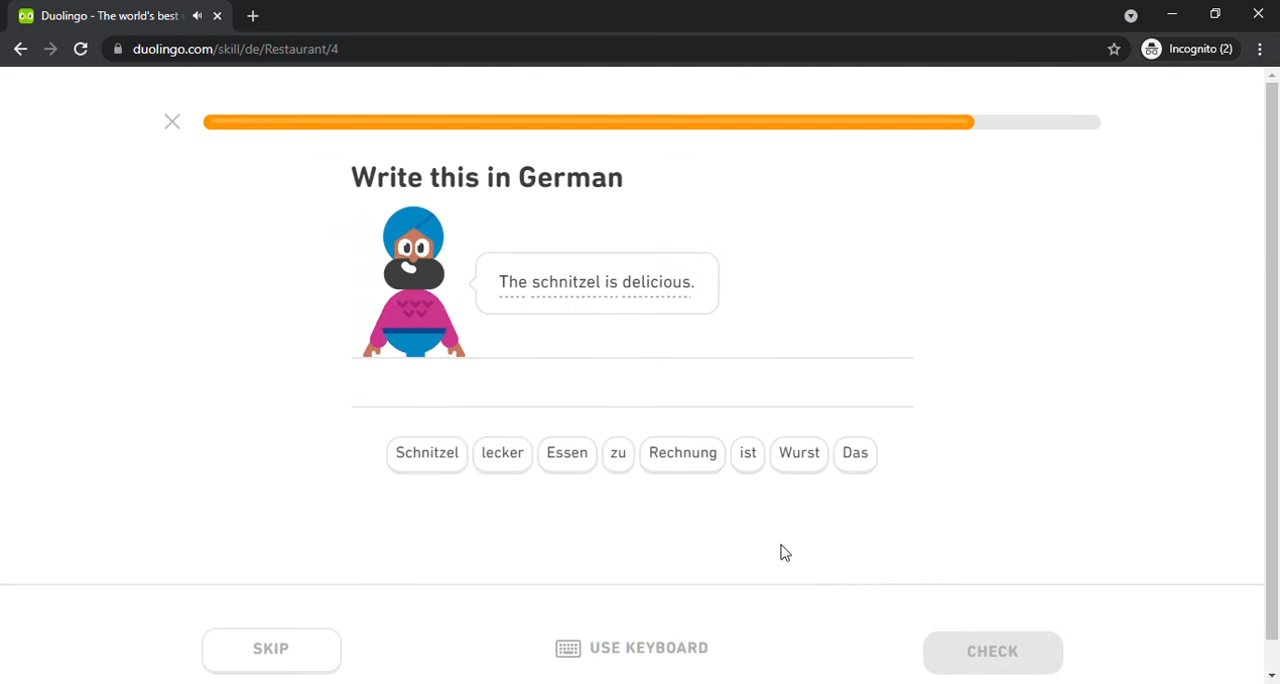 Duolingo - The world's best
duolingo.com/skill/de/Restaurant/4
Incognito (2)
Write this in German
The schnitzel is delicious.
Schnitzel lecker Essen zu Rechnung ist Wurst Das
SKIP
USE KEYBOARD
CHECK